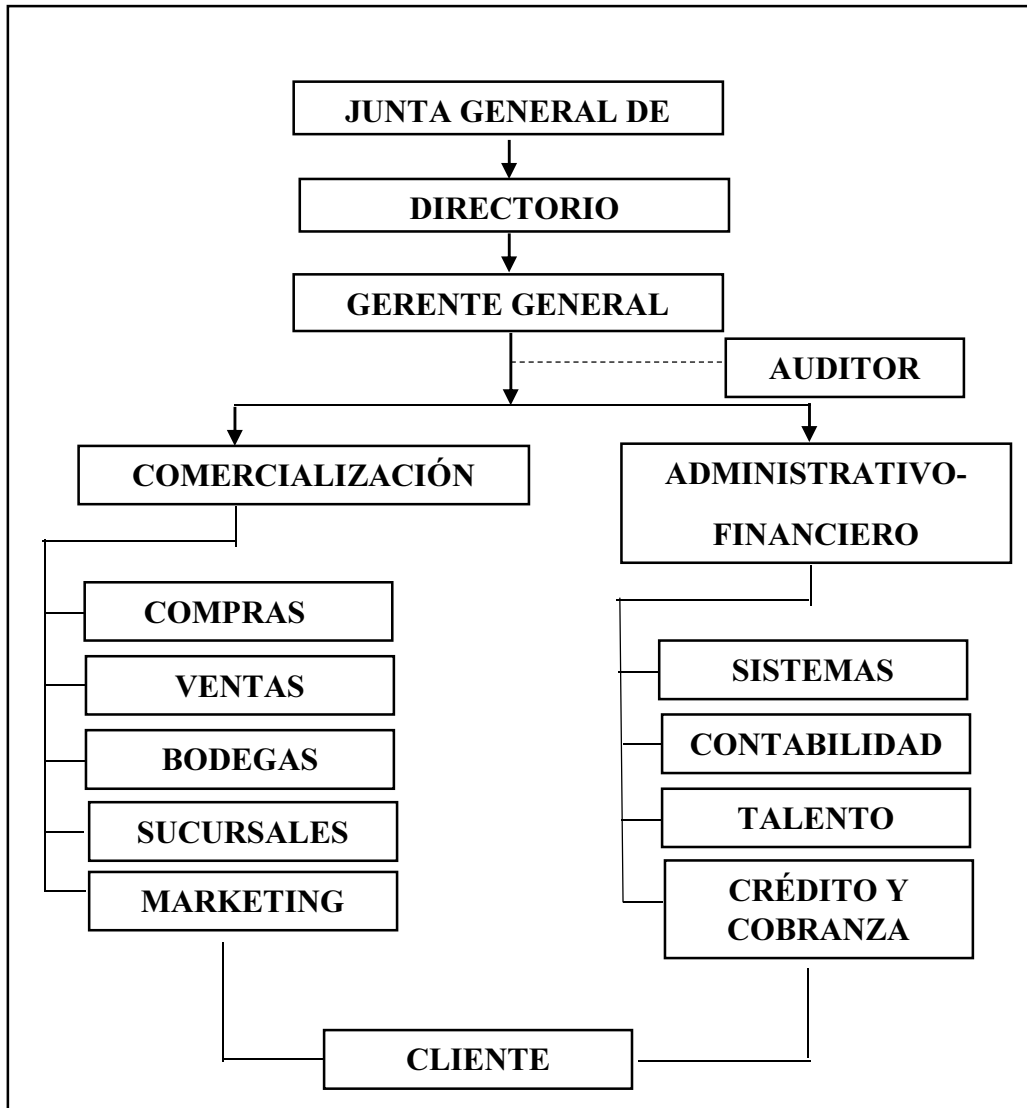 JUNTA GENERAL DE
DIRECTORIO
GERENTE GENERAL
AUDITOR
COMERCIALIZACIÓN
ADMINISTRATIVO-
FINANCIERO
COMPRAS
VENTAS
BODEGAS
SUCURSALES
MARKETING
SISTEMAS
CONTABILIDAD
TALENTO
CRÉDITO Y
COBRANZA
CLIENTE